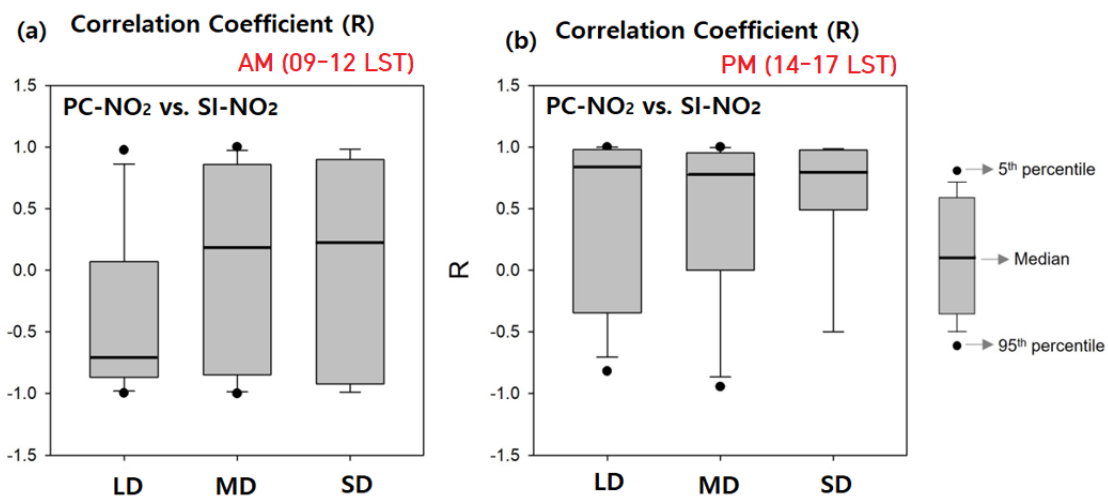 (a) Correlation Coefficient (R)
AM (09-12 LST)
PC-NO2 vs. SI-NO2
1.5
1.0
0.5
0.0
-0.5
-1.0
-1.5
LD MD SD
(b) Correlation Coefficient (R)
PM (14-17 LST)
PC-NO2 vs. SI-NO2
R
1.5
1.0
0.5
0.0
-0.5
-1.0
-1.5
LD MD SD
5th percentile
Median
95th percentile